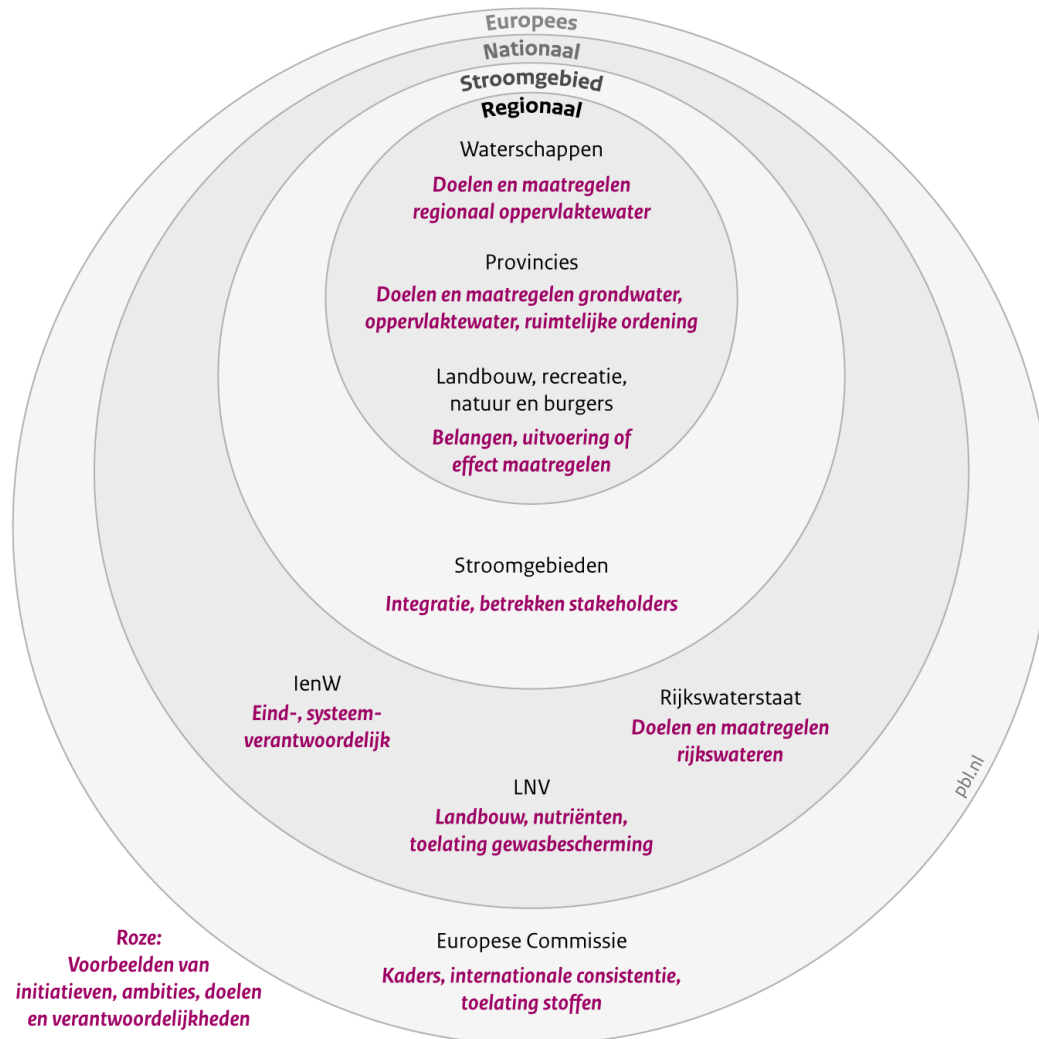 Europees
Nationaal
Stroomgebied
Regionaal
Waterschappen
Doelen en maatregelen
regionaal oppervlaktewater
Provincies
Doelen en maatregelen grondwater,
oppervlaktewater, ruimtelijke ordening
Landbouw, recreatie,
natuur en burgers
Belangen, uitvoering of
effect maatregelen
Stroomgebieden
Integratie, betrekken stakeholders
IenW
Eind-, systeem-
verantwoordelijk
Rijkswaterstaat
Doelen en maatregelen
rijkswateren
LNV
Landbouw, nutriënten,
toelating gewasbescherming
pbl.nl
Europese Commissie
Kaders, internationale consistentie,
toelating stoffen
Roze:
Voorbeelden van
initiatieven, ambities, doelen
en verantwoordelijkheden